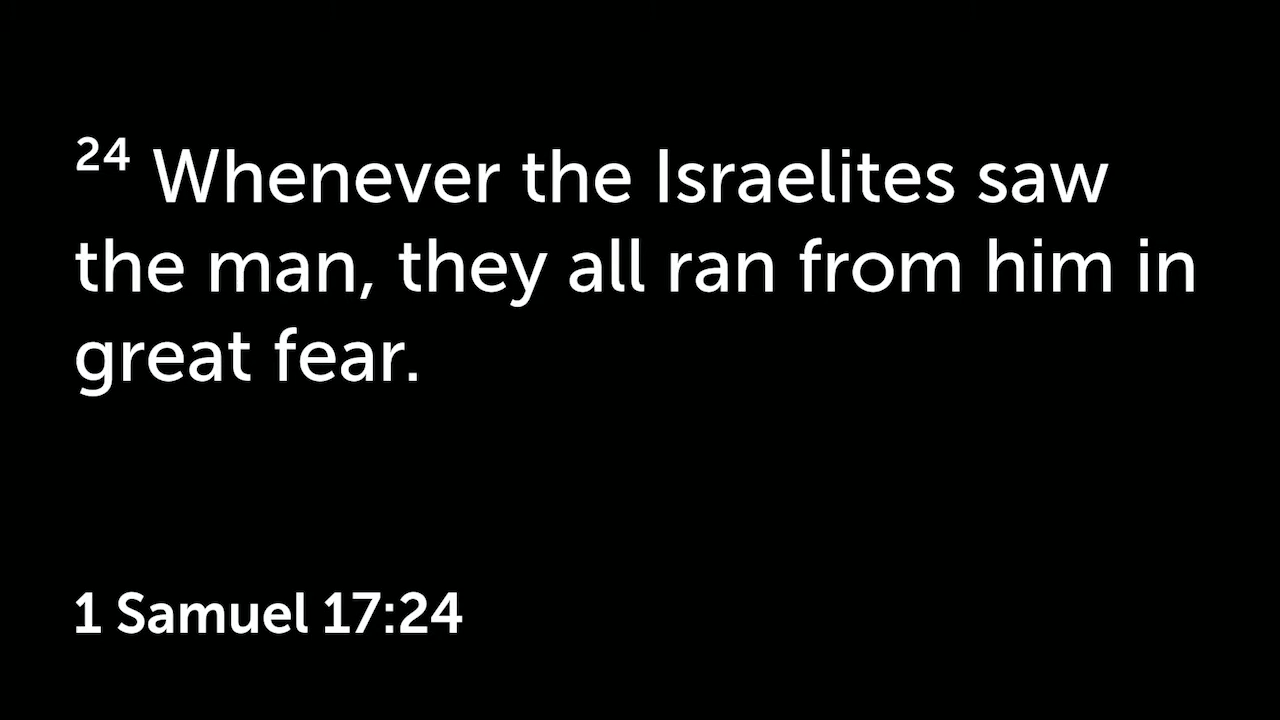 24 Whenever the Israelites saw
the man, they all ran from him in
great fear.
1 Samuel 17:24